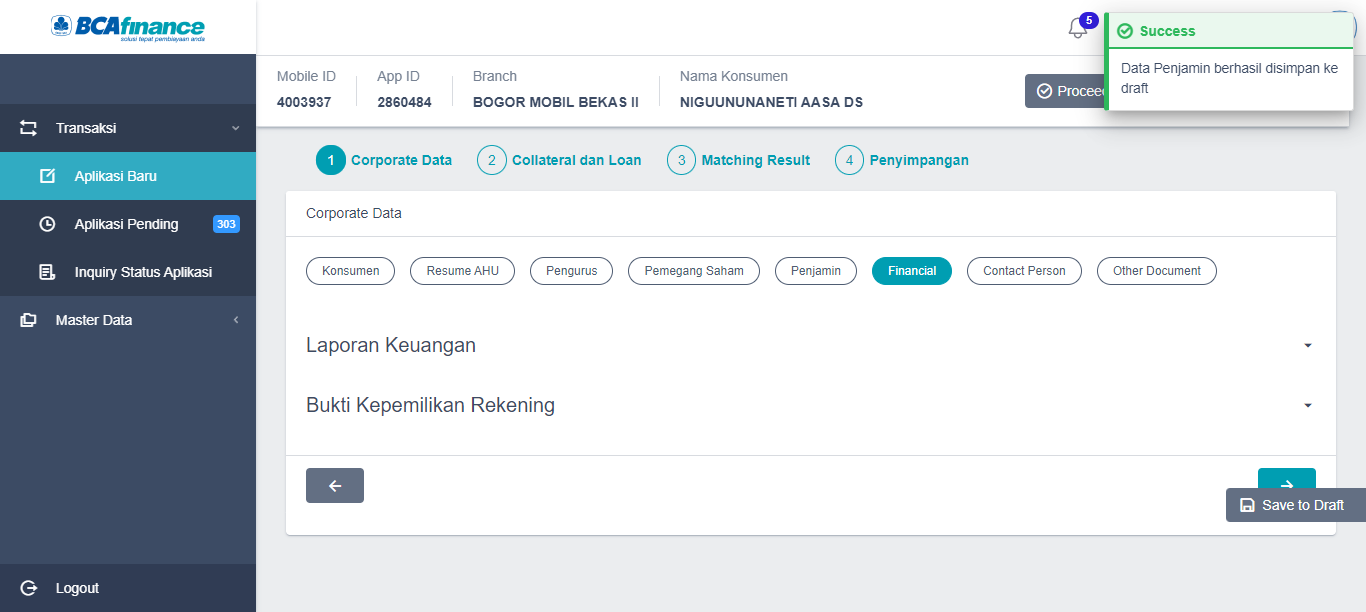 BCAfinance
solusi tepat pembiayaan anda
5
Success
Data Penjamin berhasil disimpan ke
draft
Mobile ID
4003937
App ID
2860484
Branch
BOGOR MOBIL BEKAS II
Nama Konsumen
NIGUUNUNANETI AASA DS
Proceed
Transaksi
Aplikasi Baru
Aplikasi Pending
303
Inquiry Status Aplikasi
Master Data
Logout
1 Corporate Data
2 Collateral dan Loan
3 Matching Result
4 Penyimpangan
Corporate Data
Konsumen
Resume AHU
Pengurus
Pemegang Saham
Penjamin
Financial
Contact Person
Other Document
Laporan Keuangan
Bukti Kepemilikan Rekening
Save to Draft